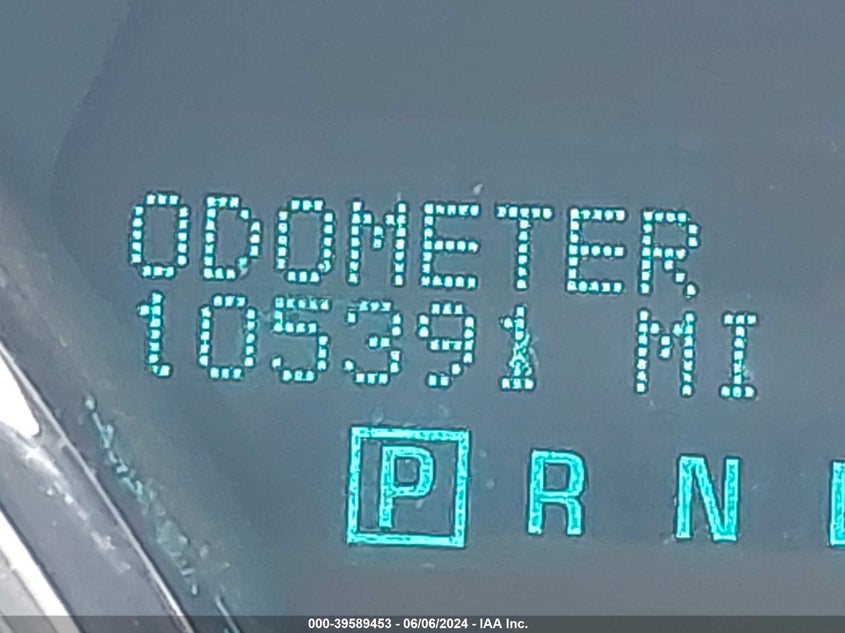 ODOMETER
105391 MI
P R N
000-39589453 - 06/06/2024 - IAA Inc.